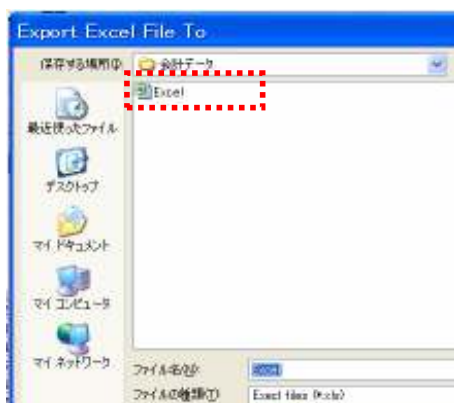 Export Excel File To
保存する場所(I):
会計データ
Excel
最近使ったファイル
デスクトップ
マイ ドキュメント
マイ コンピュータ
マイ ネットワーク
ファイル名(N):
Excel
ファイルの種類(T):
Excel files (*.xls)